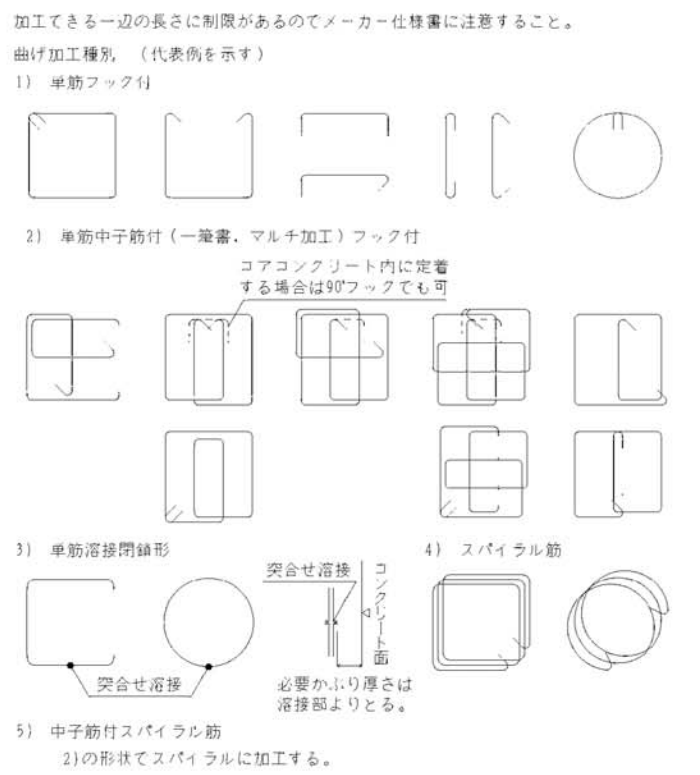 加工できる一辺の長さに制限があるのでメーカー仕様書に注意すること。
曲げ加工種別 （代表例を示す）
1) 単筋フック付
2) 単筋中子筋付（一筆書．マルチ加工）フック付
コアコンクリート内に定着
する場合は90°フックでも可
3) 単筋溶接閉鎖形
4) スパイラル筋
突合せ溶接
コンクリート面
突合せ溶接
必要かぶり厚さは
溶接部よりとる。
5) 中子筋付スパイラル筋
2)の形状でスパイラルに加工する。